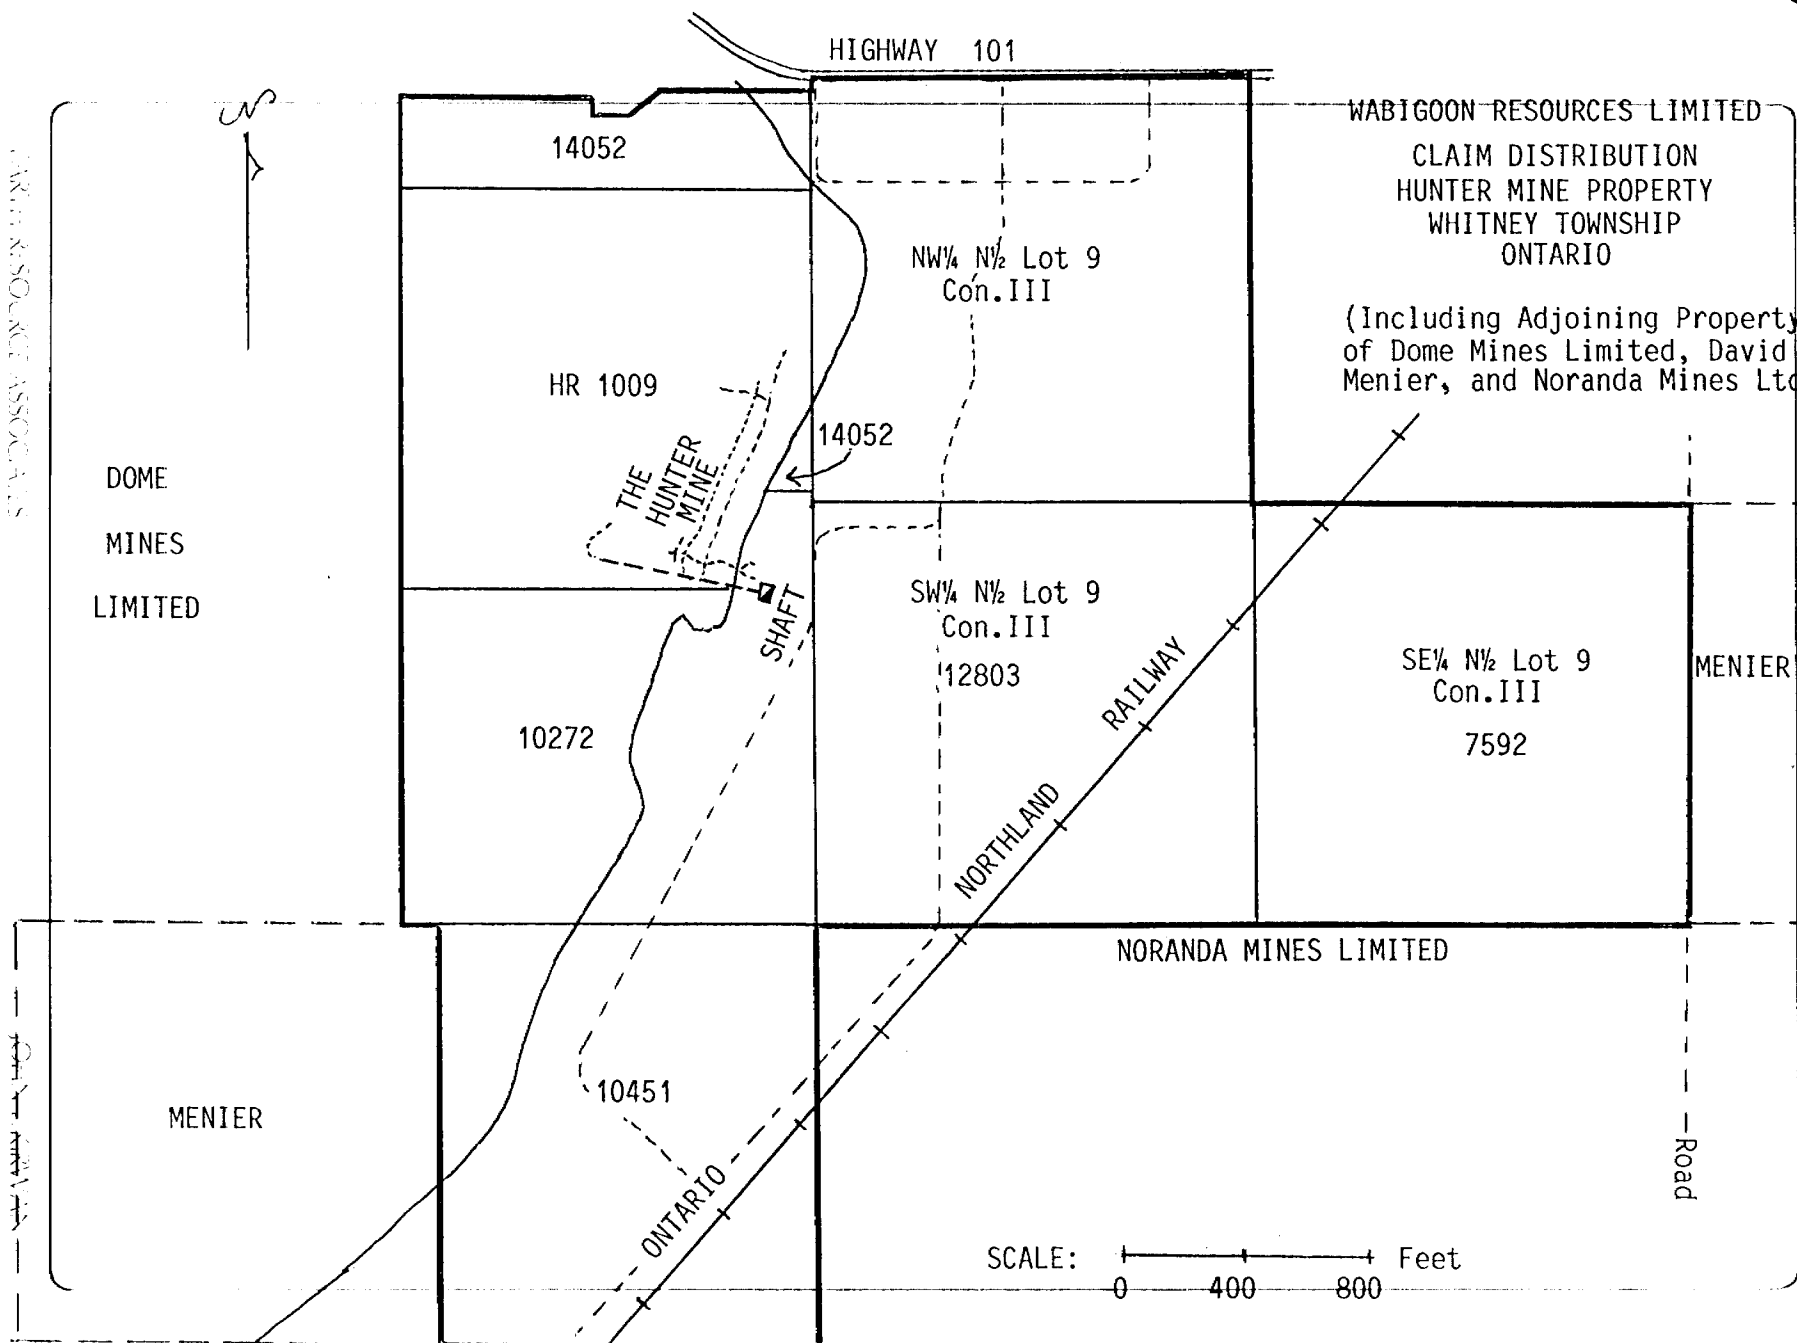 HIGHWAY 101
WABIGOON RESOURCES LIMITED
CLAIM DISTRIBUTION
HUNTER MINE PROPERTY
WHITNEY TOWNSHIP
ONTARIO
(Including Adjoining Property
of Dome Mines Limited, David
Menier, and Noranda Mines Ltd
N
14052
NW¼ N½ Lot 9
Con.III
HR 1009
14052
THE
HUNTER
MINE
DOME
MINES
LIMITED
SHAFT
SW¼ N½ Lot 9
Con.III
12803
SE¼ N½ Lot 9
Con.III
7592
MENIER
10272
ONTARIO NORTHLAND RAILWAY
NORANDA MINES LIMITED
10451
MENIER
Road
SCALE: Feet
0 400 800